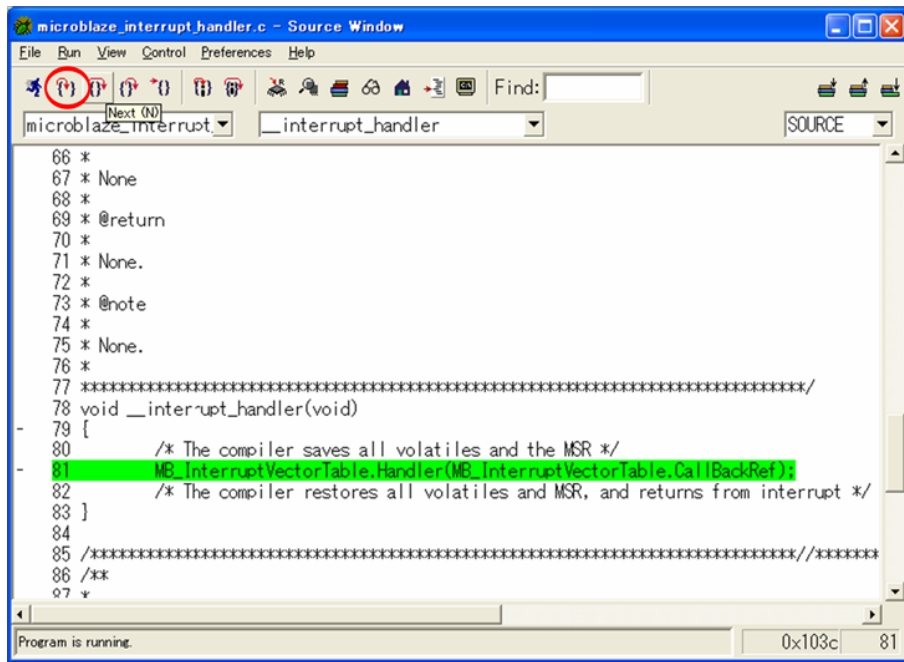 microblaze_interrupt_handler.c - Source Window
File Run View Control Preferences Help
Find:
Next (N)
microblaze_interrupt_ __interrupt_handler SOURCE
66 *
67 * None
68 *
69 * @return
70 *
71 * None.
72 *
73 * @note
74 *
75 * None.
76 *
77 *****************************************************************************/
78 void __interrupt_handler(void)
- 79 {
80 /* The compiler saves all volatiles and the MSR */
- 81 MB_InterruptVectorTable.Handler(MB_InterruptVectorTable.CallBackRef);
82 /* The compiler restores all volatiles and MSR, and returns from interrupt */
83 }
84
85 /****************************************************************************//*******
86 /**
87 *
Program is running. 0x103c 81